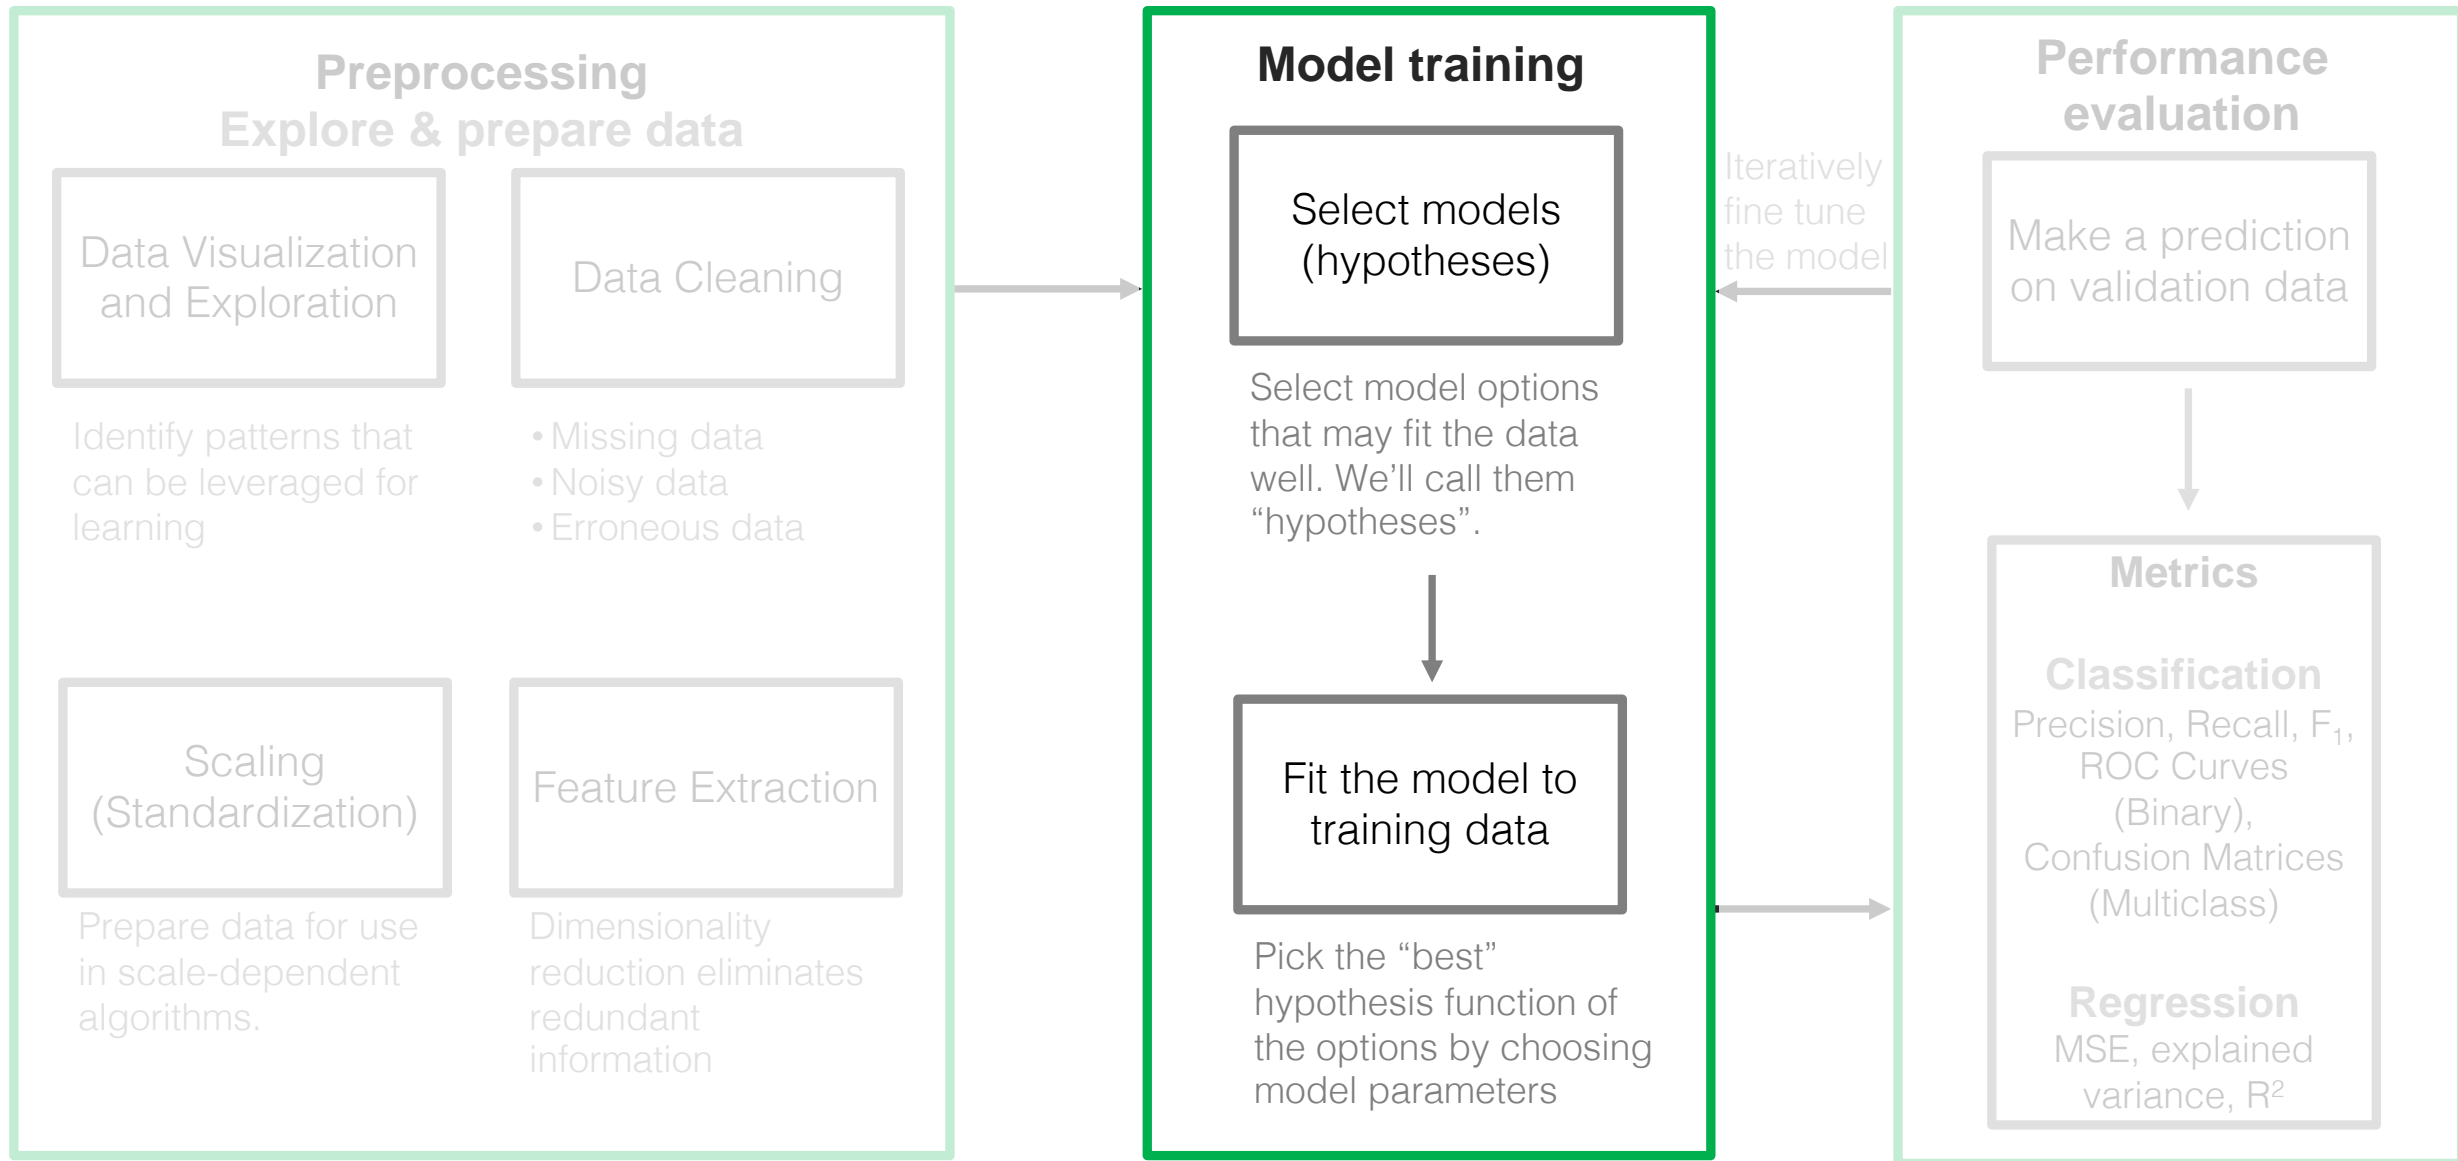 Preprocessing
Explore & prepare data
Data Visualization
and Exploration
Data Cleaning
Identify patterns that
can be leveraged for
learning
• Missing data
• Noisy data
• Erroneous data
Scaling
(Standardization)
Feature Extraction
Prepare data for use
in scale-dependent
algorithms.
Dimensionality
reduction eliminates
redundant
information
Model training
Select models
(hypotheses)
Select model options
that may fit the data
well. We’ll call them
“hypotheses”.
Fit the model to
training data
Pick the “best”
hypothesis function of
the options by choosing
model parameters
Iteratively
fine tune
the model
Performance
evaluation
Make a prediction
on validation data
Metrics
Classification
Precision, Recall, F₁,
ROC Curves
(Binary),
Confusion Matrices
(Multiclass)
Regression
MSE, explained
variance, R²